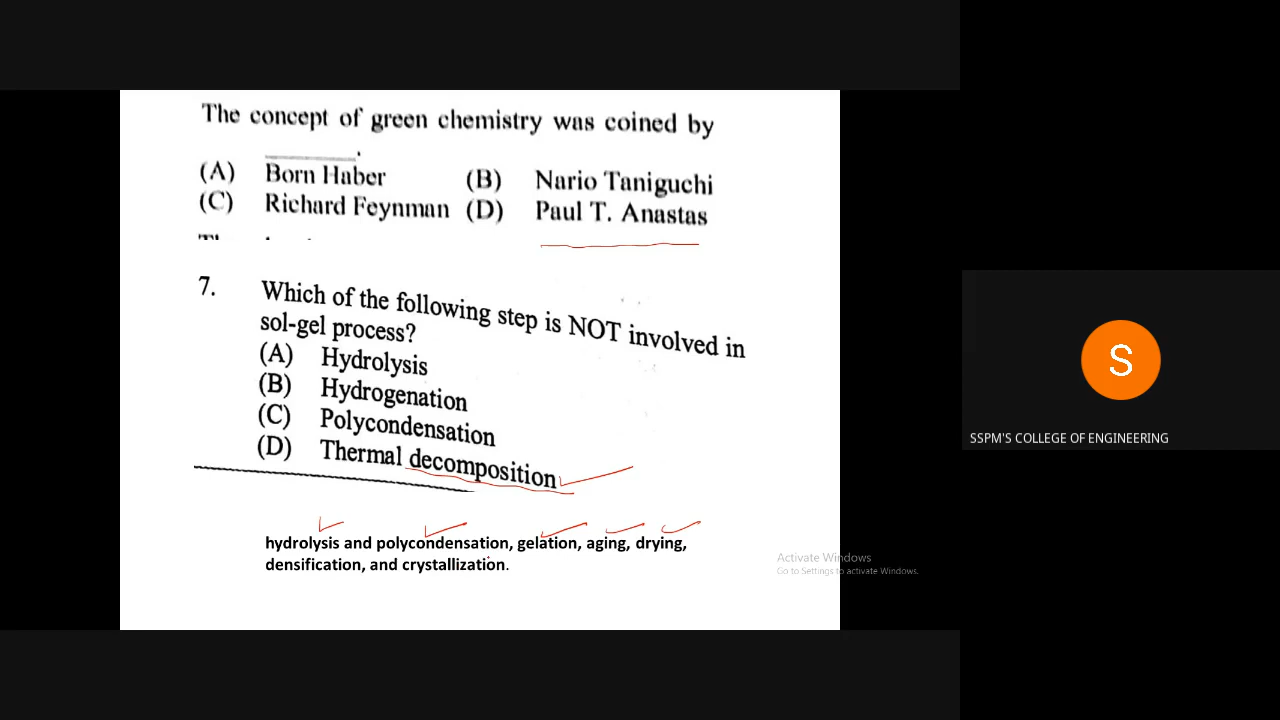 The concept of green chemistry was coined by
________.
(A) Born Haber (B) Nario Taniguchi
(C) Richard Feynman (D) Paul T. Anastas
7. Which of the following step is NOT involved in
sol-gel process?
(A) Hydrolysis
(B) Hydrogenation
(C) Polycondensation
(D) Thermal decomposition
hydrolysis and polycondensation, gelation, aging, drying,
densification, and crystallization.
Activate Windows
Go to Settings to activate Windows.
S
SSPM'S COLLEGE OF ENGINEERING